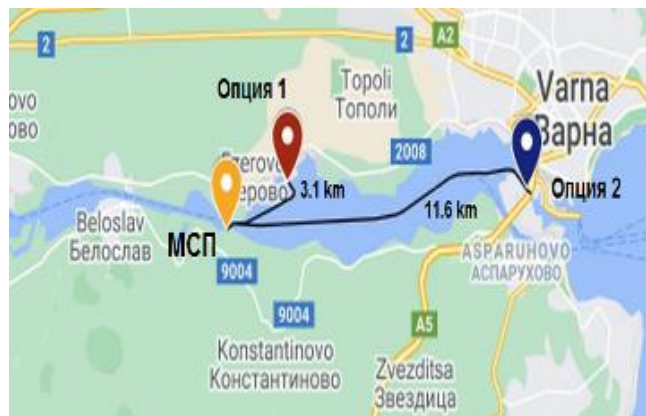 2
2
A2
Опция 1
Topoli
Тополи
Varna
Варна
ово
Ezerovo
2008
3.1 km
Опция 2
11.6 km
Beloslav
Белослав
МСП
ASPARUHOVO
АСПАРУХОВО
9004
9004
A5
Konstantinovo
Константиново
Zvezditsa
Звездица